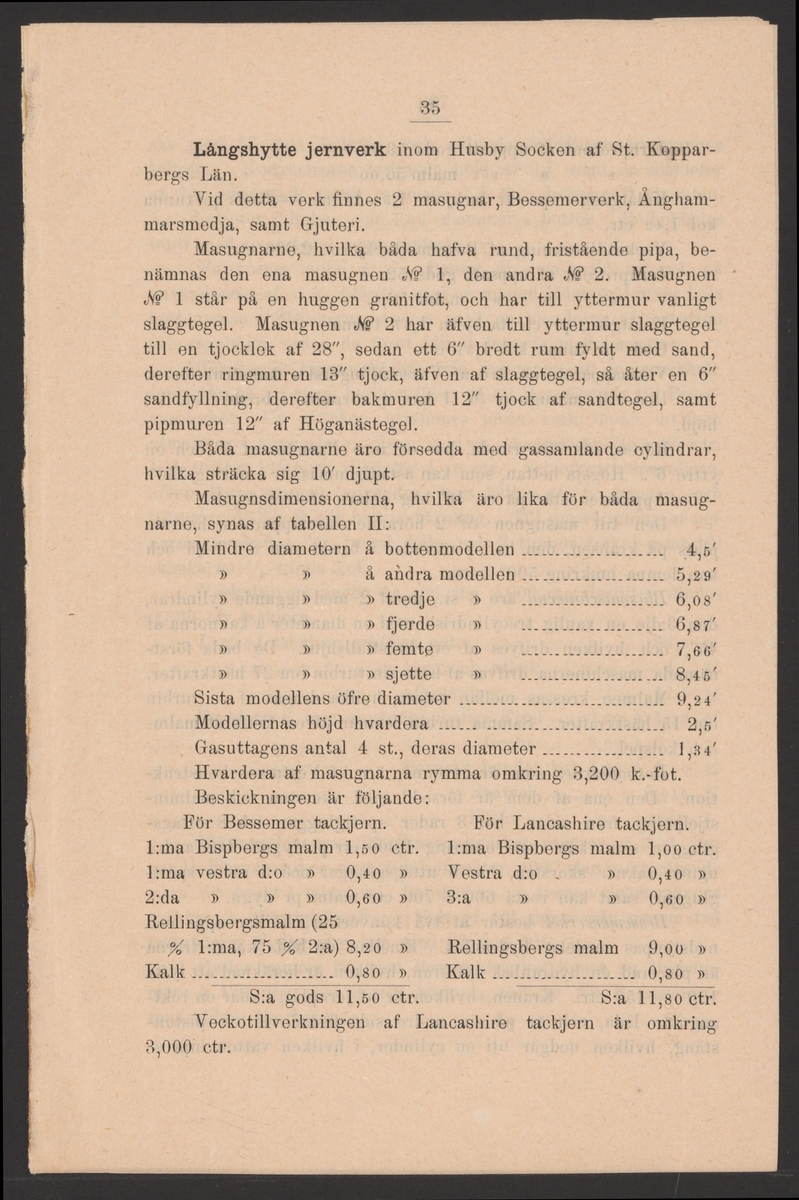 35
Långshytte jernverk inom Husby Socken af St. Koppar-
bergs Län.
Vid detta verk finnes 2 masugnar, Bessemerverk, Ångham-
marsmedja, samt Gjuteri.
Masugnarne, hvilka båda hafva rund, fristående pipa, be-
nämnas den ena masugnen № 1, den andra № 2. Masugnen
№ 1 står på en huggen granitfot, och har till yttermur vanligt
slaggtegel. Masugnen № 2 har äfven till yttermur slaggtegel
till en tjocklek af 28″, sedan ett 6″ bredt rum fyldt med sand,
derefter ringmuren 13″ tjock, äfven af slaggtegel, så åter en 6″
sandfyllning, derefter bakmuren 12″ tjock af sandtegel, samt
pipmuren 12″ af Höganästegel.
Båda masugnarne äro försedda med gassamlande cylindrar,
hvilka sträcka sig 10′ djupt.
Masugnsdimensionerna, hvilka äro lika för båda masug-
narne, synas af tabellen II:
Mindre diametern å bottenmodellen 4,5′
» » å andra modellen 5,29′
» » » tredje » 6,08′
» » » fjerde » 6,87′
» » » femte » 7,66′
» » » sjette » 8,45′
Sista modellens öfre diameter 9,24′
Modellernas höjd hvardera 2,5′
Gasuttagens antal 4 st., deras diameter 1,34′
Hvardera af masugnarna rymma omkring 3,200 k.-fot.
Beskickningen är följande:
För Bessemer tackjern. För Lancashire tackjern.
1:ma Bispbergs malm 1,50 ctr. 1:ma Bispbergs malm 1,00 ctr.
1:ma vestra d:o » 0,40 » Vestra d:o » 0,40 »
2:da » » » 0,60 » 3:a » » 0,60 »
Rellingsbergsmalm (25
% 1:ma, 75 % 2:a) 8,20 » Rellingsbergs malm 9,00 »
Kalk 0,80 » Kalk 0,80 »
S:a gods 11,50 ctr. S:a 11,80 ctr.
Veckotillverkningen af Lancashire tackjern är omkring
3,000 ctr.